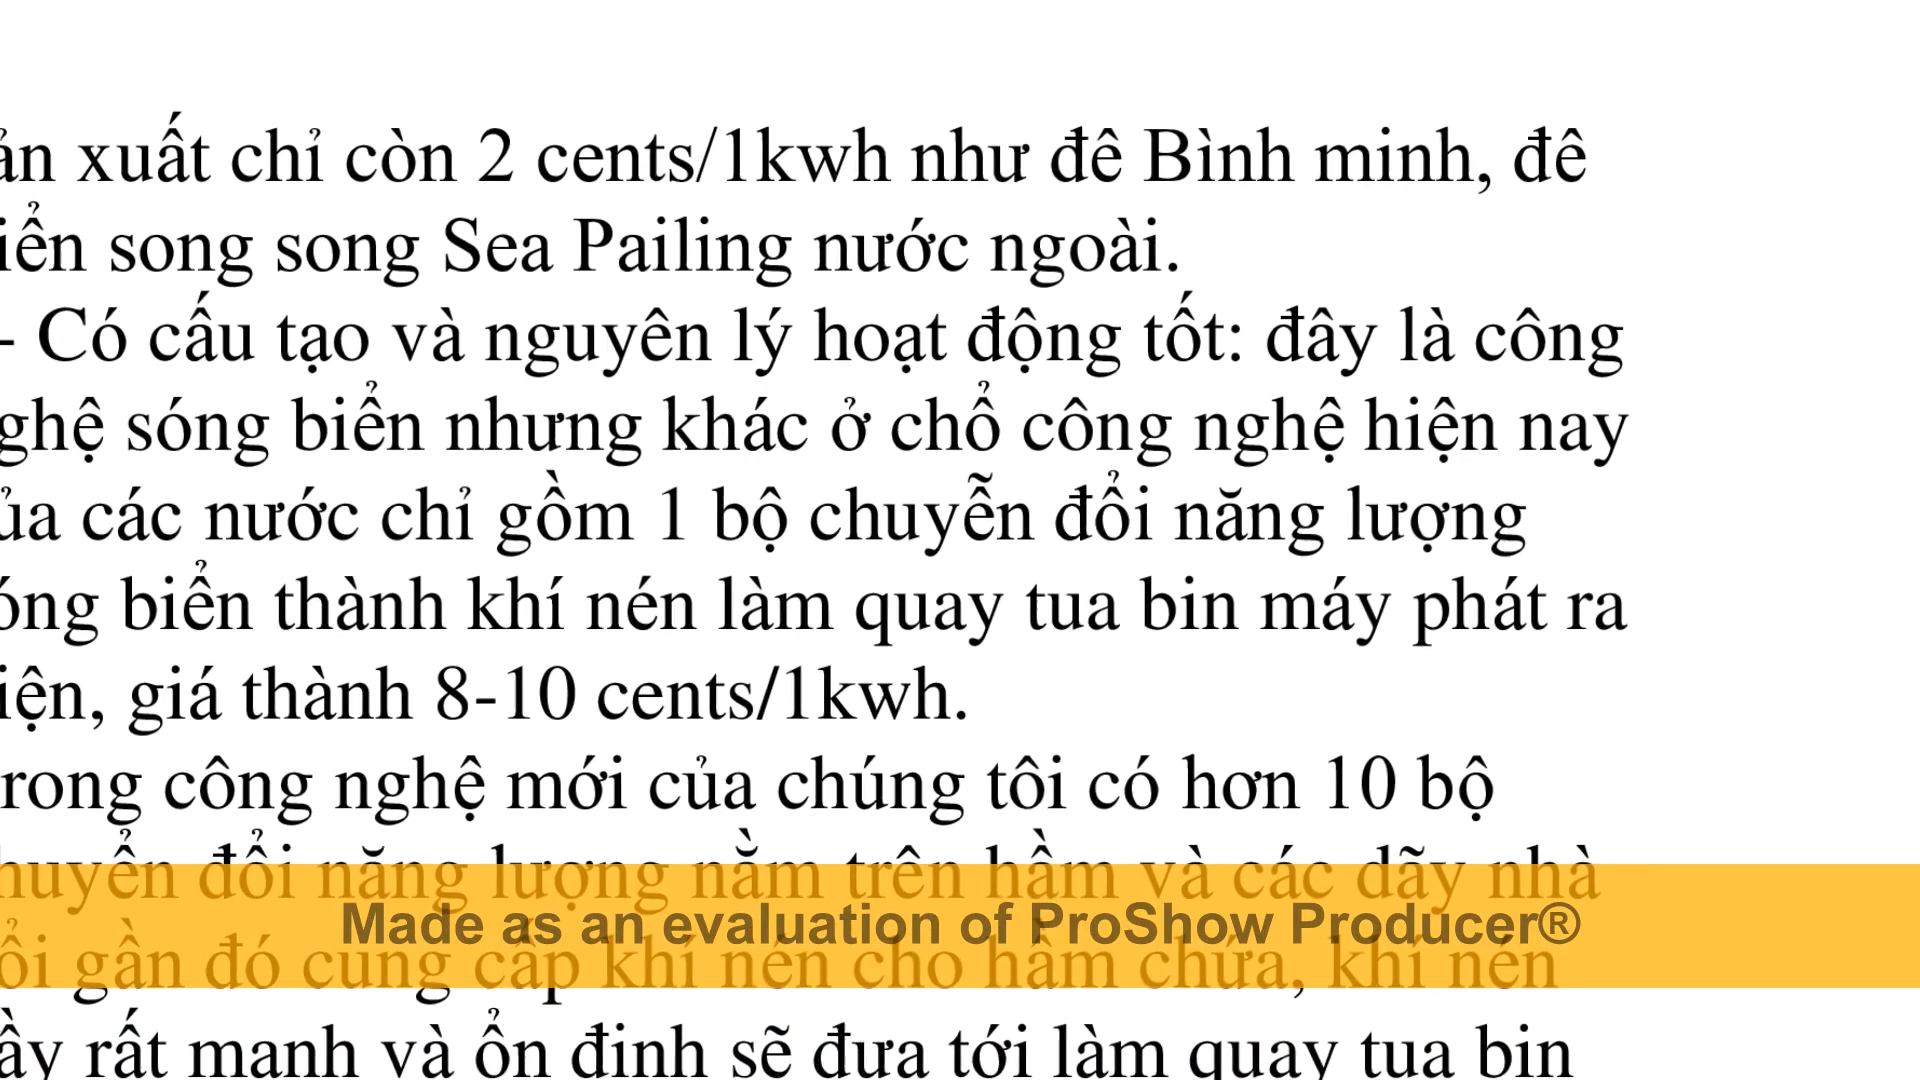 ản xuất chỉ còn 2 cents/1kwh như đê Bình minh, đê
iển song song Sea Pailing nước ngoài.
- Có cấu tạo và nguyên lý hoạt động tốt: đây là công
ghệ sóng biển nhưng khác ở chổ công nghệ hiện nay
ủa các nước chỉ gồm 1 bộ chuyễn đổi năng lượng
óng biển thành khí nén làm quay tua bin máy phát ra
iện, giá thành 8-10 cents/1kwh.
rong công nghệ mới của chúng tôi có hơn 10 bộ
huyển đổi năng lượng nằm trên hầm và các dãy nhà
Made as an evaluation of ProShow Producer®
ổi gần đó cung cấp khí nén cho hầm chứa, khí nén
ầy rất mạnh và ổn định sẽ đưa tới làm quay tua bin